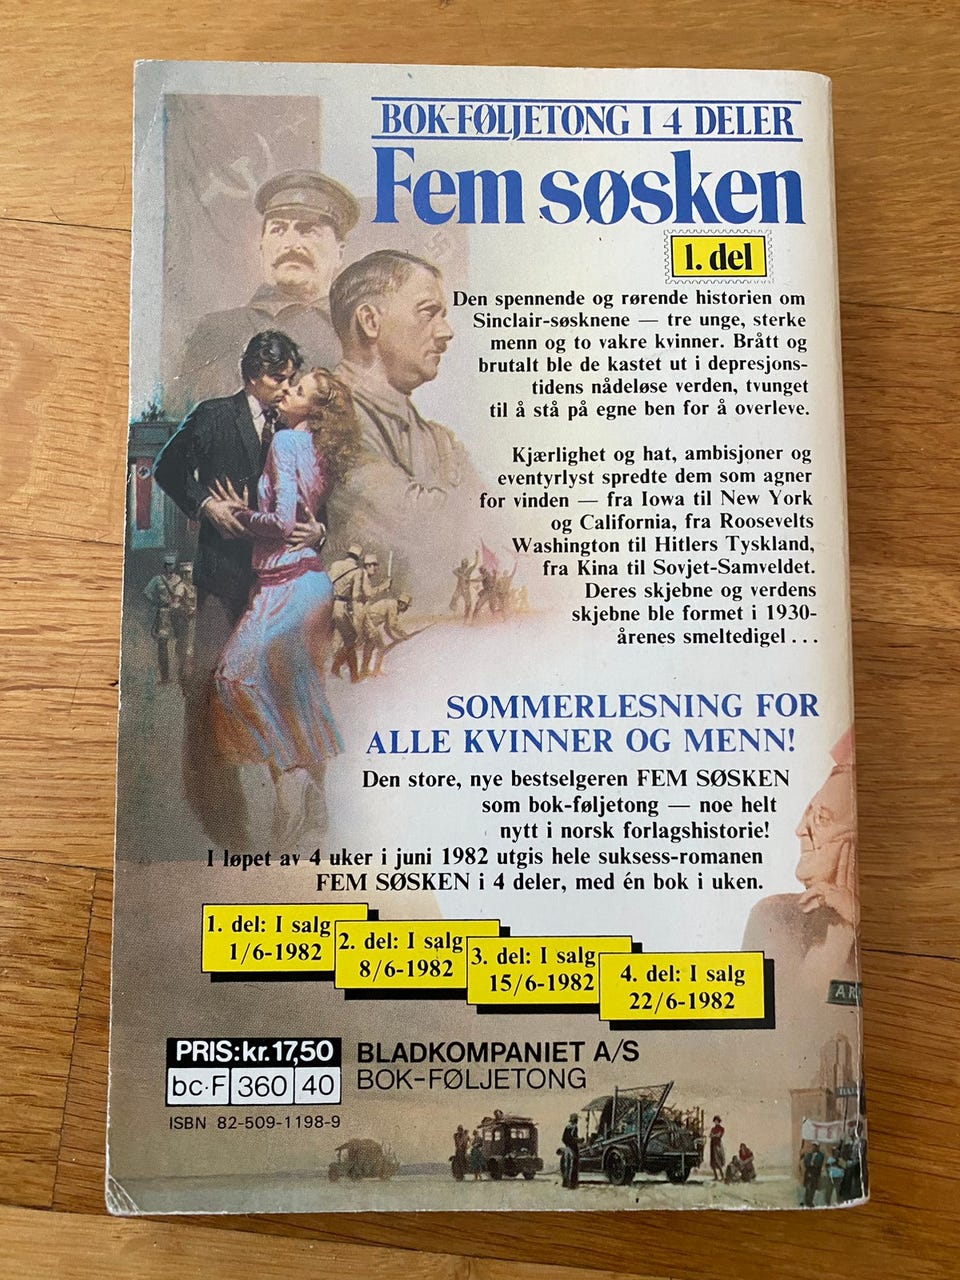 BOK-FØLJETONG I 4 DELER
Fem søsken
1. del
Den spennende og rørende historien om
Sinclair-søsknene — tre unge, sterke
menn og to vakre kvinner. Brått og
brutalt ble de kastet ut i depresjons-
tidens nådeløse verden, tvunget
til å stå på egne ben for å overleve.
Kjærlighet og hat, ambisjoner og
eventyrlyst spredte dem som agner
for vinden — fra Iowa til New York
og California, fra Roosevelts
Washington til Hitlers Tyskland,
fra Kina til Sovjet-Samveldet.
Deres skjebne og verdens
skjebne ble formet i 1930-
årenes smeltedigel . . .
SOMMERLESNING FOR
ALLE KVINNER OG MENN!
Den store, nye bestselgeren FEM SØSKEN
som bok-føljetong — noe helt
nytt i norsk forlagshistorie!
I løpet av 4 uker i juni 1982 utgis hele suksess-romanen
FEM SØSKEN i 4 deler, med én bok i uken.
1. del: I salg
1/6-1982
2. del: I salg
8/6-1982
3. del: I salg
15/6-1982
4. del: I salg
22/6-1982
PRIS: kr. 17,50
bc·F 360 40
ISBN 82-509-1198-9
BLADKOMPANIET A/S
BOK-FØLJETONG